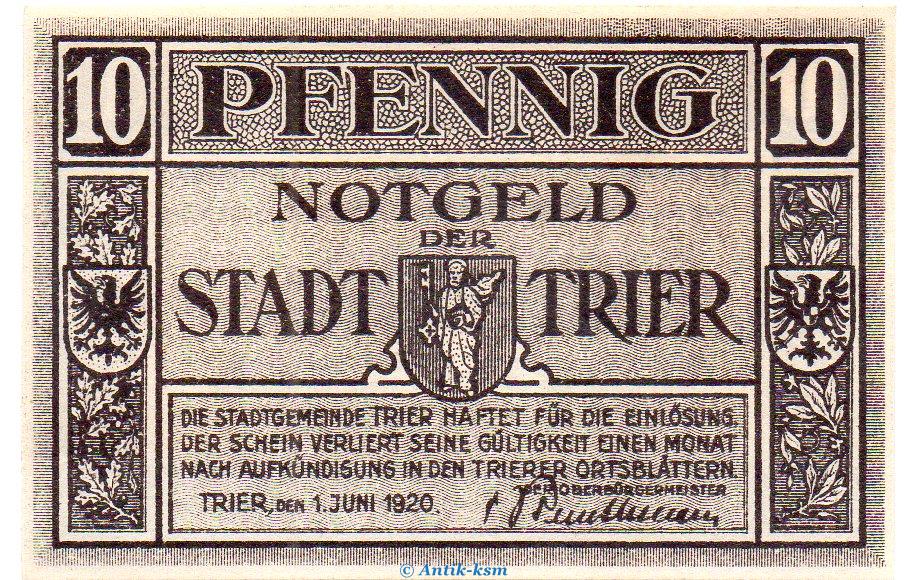 10 PFENNIG 10
NOTGELD
DER
STADT TRIER
DIE STADTGEMEINDE TRIER HAFTET FÜR DIE EINLÖSUNG.
DER SCHEIN VERLIERT SEINE GÜLTIGKEIT EINEN MONAT
NACH AUFKÜNDIGUNG IN DEN TRIERER ORTSBLÄTTERN.
TRIER, DEN 1. JUNI 1920.
DER OBERBÜRGERMEISTER
© Antik-ksm